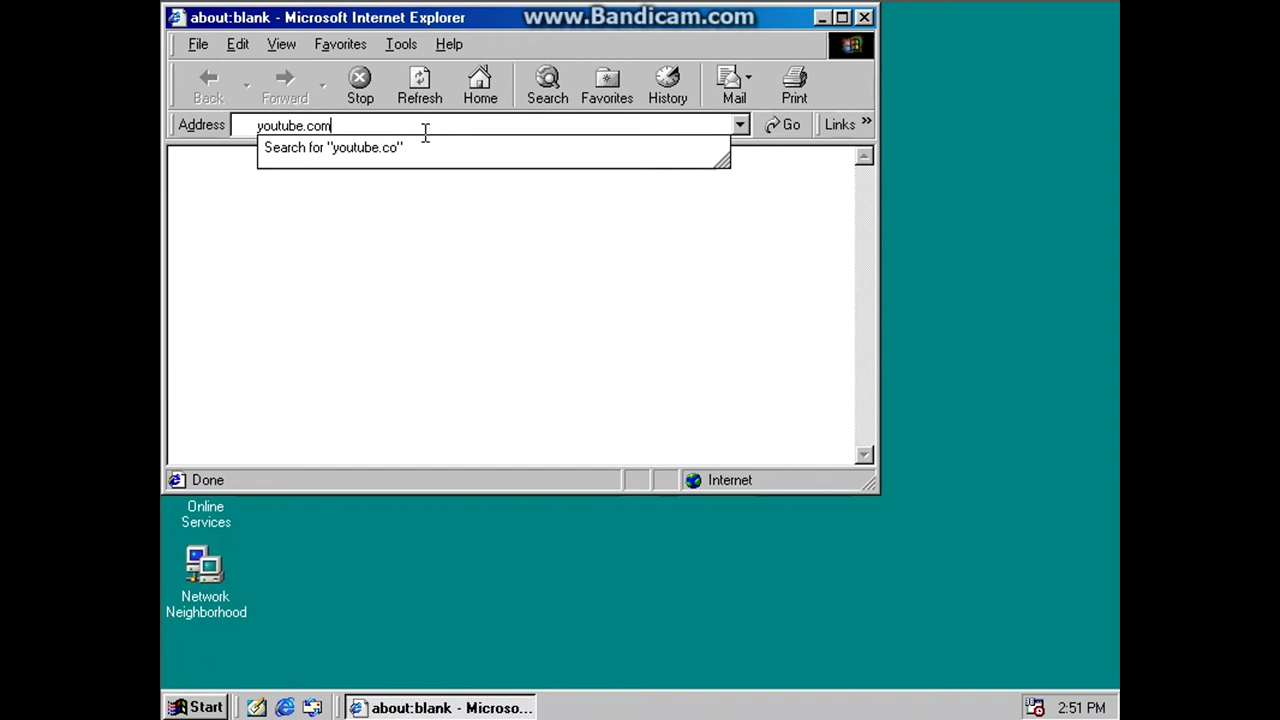 about:blank - Microsoft Internet Explorer
www.Bandicam.com
File Edit View Favorites Tools Help
Back Forward Stop Refresh Home Search Favorites History Mail Print
Address youtube.com Go Links »
Search for "youtube.co"
Done Internet
Online
Services
Network
Neighborhood
Start about:blank - Microso... 2:51 PM